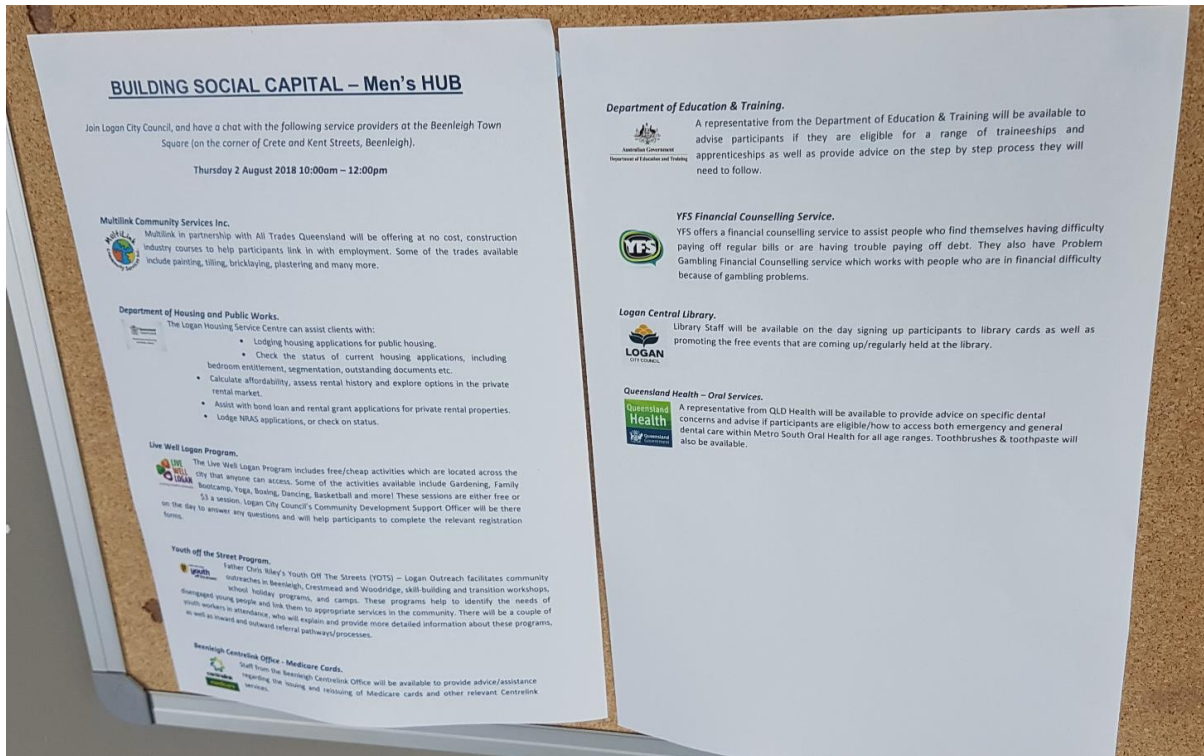 BUILDING SOCIAL CAPITAL – Men's HUB
Join Logan City Council, and have a chat with the following service providers at the Beenleigh Town
Square (on the corner of Crete and Kent Streets, Beenleigh).
Thursday 2 August 2018 10:00am – 12:00pm
Multilink Community Services Inc.
Multilink in partnership with All Trades Queensland will be offering at no cost, construction
industry courses to help participants link in with employment. Some of the trades available
include painting, tilling, bricklaying, plastering and many more.
Department of Housing and Public Works.
The Logan Housing Service Centre can assist clients with:
• Lodging housing applications for public housing.
• Check the status of current housing applications, including
bedroom entitlement, segmentation, outstanding documents etc.
• Calculate affordability, assess rental history and explore options in the private
rental market.
• Assist with bond loan and rental grant applications for private rental properties.
• Lodge NRAS applications, or check on status.
Live Well Logan Program.
LIVE
WELL
LOGAN
The Live Well Logan Program includes free/cheap activities which are located across the
city that anyone can access. Some of the activities available include Gardening, Family
Bootcamp, Yoga, Boxing, Dancing, Basketball and more! These sessions are either free or
$3 a session. Logan City Council's Community Development Support Officer will be there
on the day to answer any questions and will help participants to complete the relevant registration
forms.
Youth off the Street Program.
youth
Father Chris Riley's Youth Off The Streets (YOTS) – Logan Outreach facilitates community
outreaches in Beenleigh, Crestmead and Woodridge, skill-building and transition workshops,
school holiday programs, and camps. These programs help to identify the needs of
disengaged young people and link them to appropriate services in the community. There will be a couple of
youth workers in attendance, who will explain and provide more detailed information about these programs,
as well as inward and outward referral pathways/processes.
Beenleigh Centrelink Office - Medicare Cards.
Staff from the Beenleigh Centrelink Office will be available to provide advice/assistance
regarding the issuing and reissuing of Medicare cards and other relevant Centrelink
services.
Department of Education & Training.
Australian Government
Department of Education and Training
A representative from the Department of Education & Training will be available to
advise participants if they are eligible for a range of traineeships and
apprenticeships as well as provide advice on the step by step process they will
need to follow.
YFS Financial Counselling Service.
YFS
YFS offers a financial counselling service to assist people who find themselves having difficulty
paying off regular bills or are having trouble paying off debt. They also have Problem
Gambling Financial Counselling service which works with people who are in financial difficulty
because of gambling problems.
Logan Central Library.
LOGAN
CITY COUNCIL
Library Staff will be available on the day signing up participants to library cards as well as
promoting the free events that are coming up/regularly held at the library.
Queensland Health – Oral Services.
Queensland
Health
Queensland
Government
A representative from QLD Health will be available to provide advice on specific dental
concerns and advise if participants are eligible/how to access both emergency and general
dental care within Metro South Oral Health for all age ranges. Toothbrushes & toothpaste will
also be available.